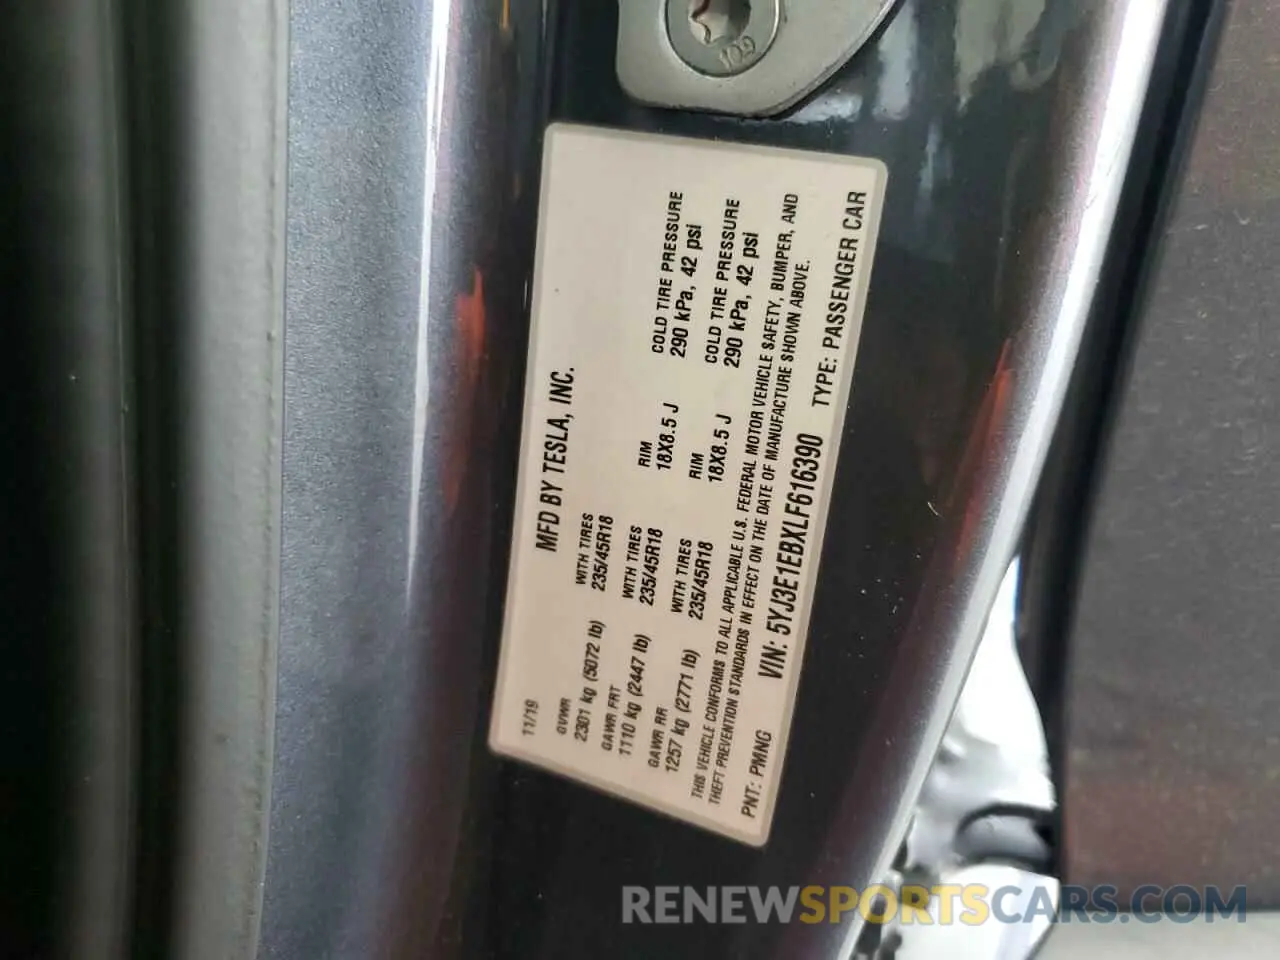 10.9
MFD BY TESLA, INC.
11/19
GVWR
2301 kg (5072 lb)
WITH TIRES
235/45R18
GAWR FRT
1110 kg (2447 lb)
WITH TIRES
235/45R18
RIM
18X8.5 J
COLD TIRE PRESSURE
290 kPa, 42 psi
GAWR RR
1257 kg (2771 lb)
WITH TIRES
235/45R18
RIM
18X8.5 J
COLD TIRE PRESSURE
290 kPa, 42 psi
THIS VEHICLE CONFORMS TO ALL APPLICABLE U.S. FEDERAL MOTOR VEHICLE SAFETY, BUMPER, AND
THEFT PREVENTION STANDARDS IN EFFECT ON THE DATE OF MANUFACTURE SHOWN ABOVE.
PNT: PMNG VIN: 5YJ3E1EBXLF616390 TYPE: PASSENGER CAR
RENEWSPORTSCARS.COM